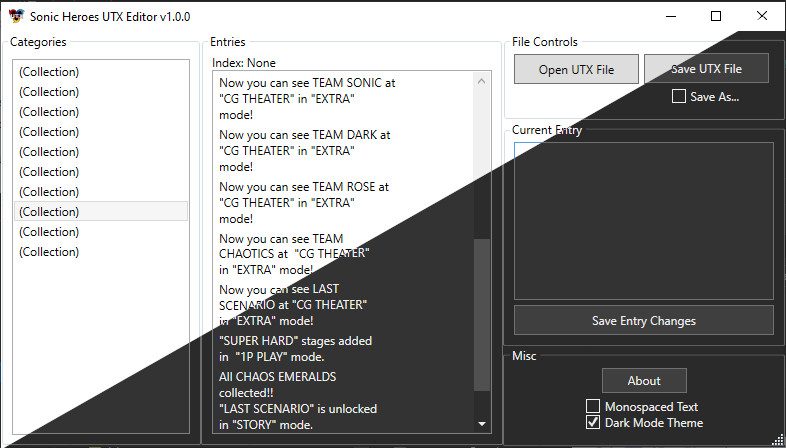 Sonic Heroes UTX Editor v1.0.0
Categories
(Collection)
(Collection)
(Collection)
(Collection)
(Collection)
(Collection)
(Collection)
(Collection)
(Collection)
(Collection)
Entries
Index: None
Now you can see TEAM SONIC at
"CG THEATER" in "EXTRA"
mode!
Now you can see TEAM DARK at
"CG THEATER" in "EXTRA"
mode!
Now you can see TEAM ROSE at
"CG THEATER" in "EXTRA"
mode!
Now you can see TEAM
CHAOTICS at  "CG THEATER"
in "EXTRA" mode!
Now you can see LAST
SCENARIO at "CG THEATER"
in "EXTRA" mode!
"SUPER HARD" stages added
in  "1P PLAY" mode.
All CHAOS EMERALDS
collected!!
"LAST SCENARIO" is unlocked
in "STORY" mode.
File Controls
Open UTX File
Save UTX File
Save As...
Current Entry
Save Entry Changes
Misc
About
Monospaced Text
Dark Mode Theme